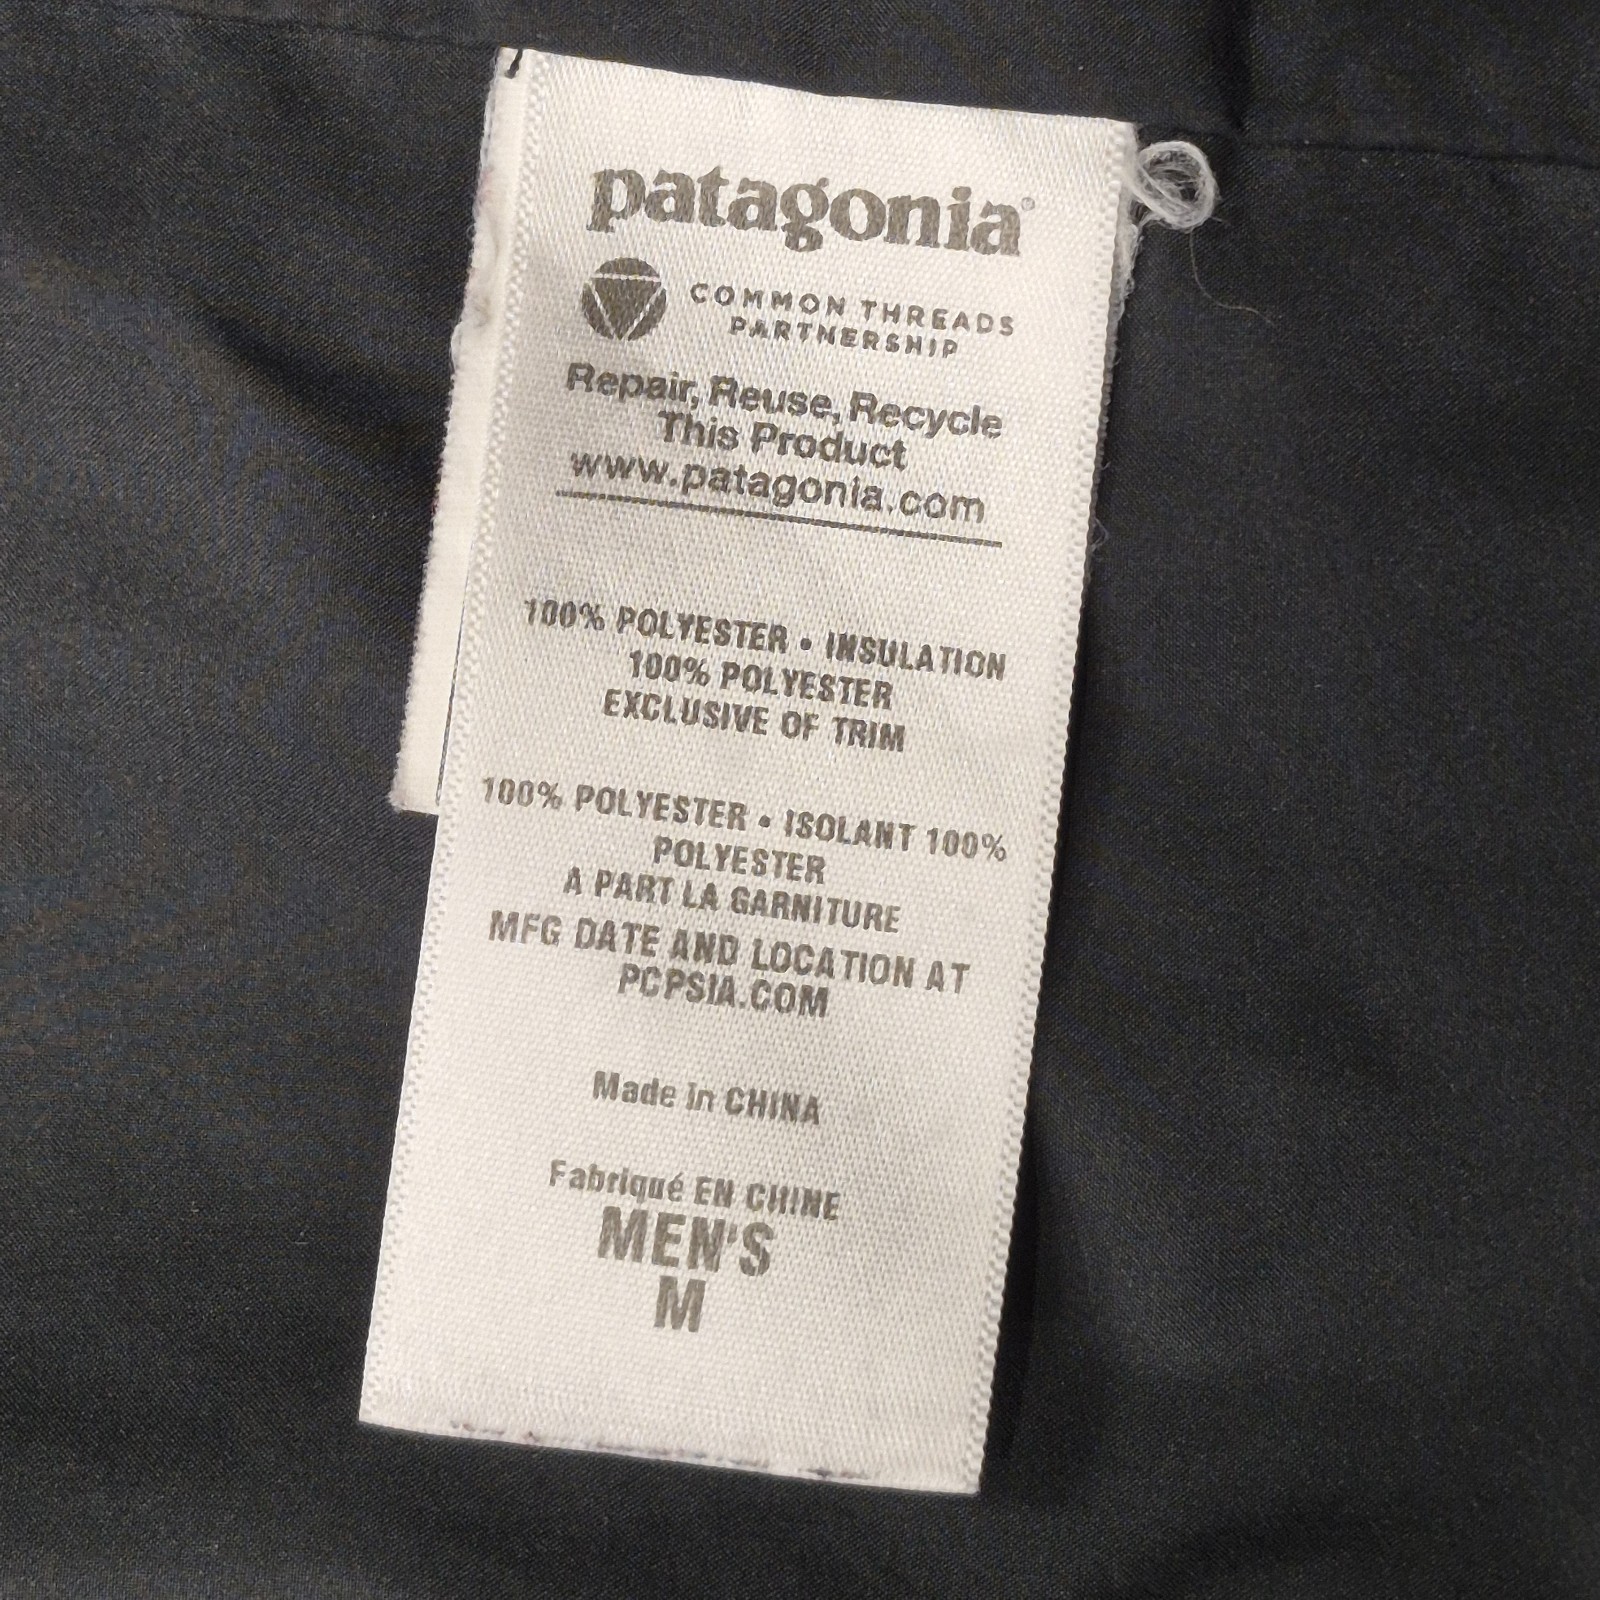 patagonia®
COMMON THREADS
PARTNERSHIP
Repair, Reuse, Recycle
This Product
www.patagonia.com
100% POLYESTER • INSULATION
100% POLYESTER
EXCLUSIVE OF TRIM
100% POLYESTER • ISOLANT 100%
POLYESTER
A PART LA GARNITURE
MFG DATE AND LOCATION AT
PCPSIA.COM
Made in CHINA
Fabriqué EN CHINE
MEN'S
M